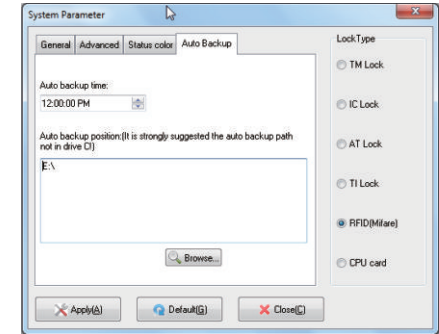 System Parameter
General Advanced Status color Auto Backup
Auto backup time:
12:00:00 PM
Auto backup position:(It is strongly suggested the auto backup path
not in drive C!)
E:\
Browse...
LockType
TM Lock
IC Lock
AT Lock
TI Lock
RFID(Mifare)
CPU card
Apply(A) Default(G) Close(C)